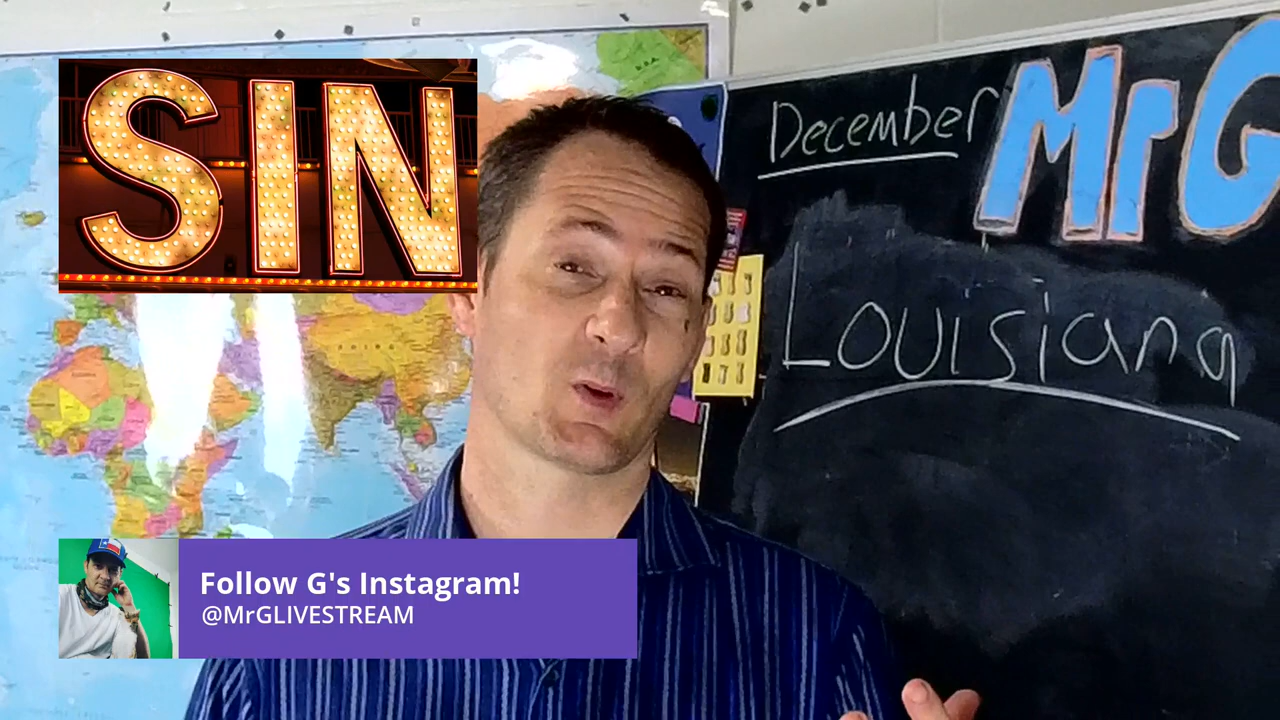 SIN
December
MrG
Louisiana
Follow G's Instagram!
@MrGLIVESTREAM